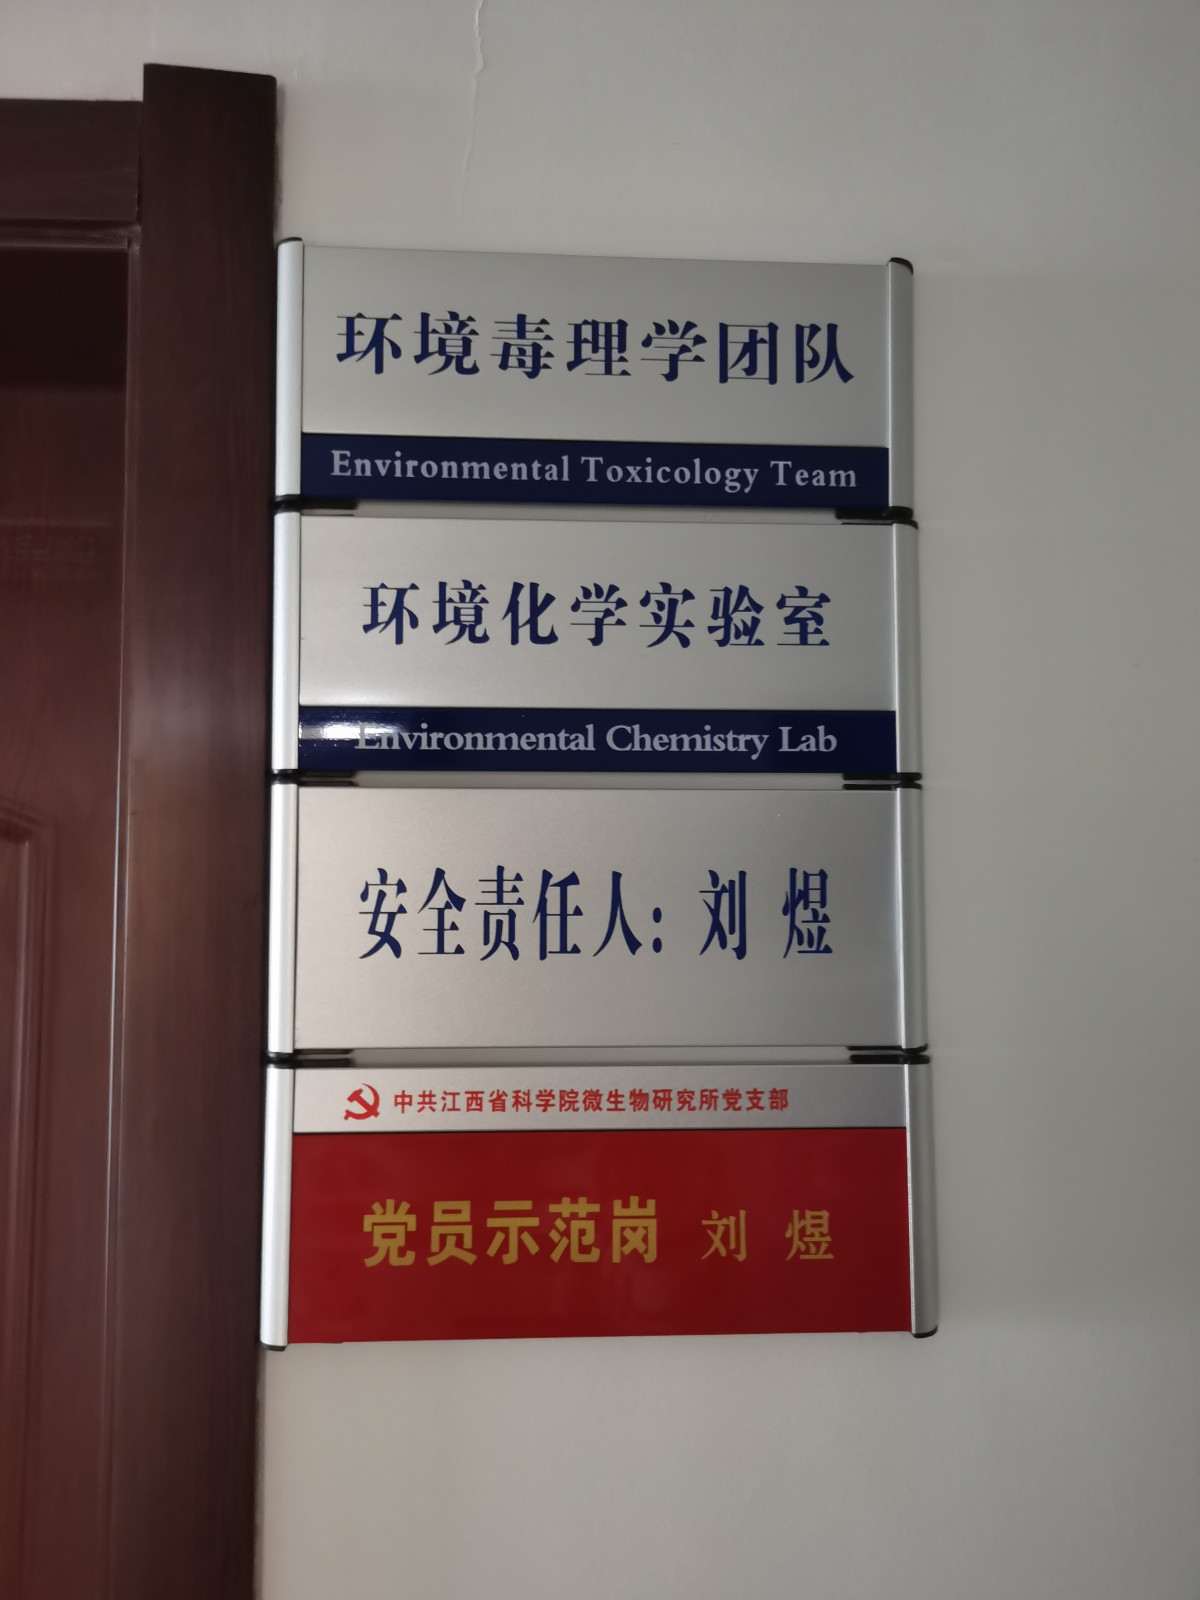 环境毒理学团队
Environmental Toxicology Team
环境化学实验室
Environmental Chemistry Lab
安全责任人：刘 煜
中共江西省科学院微生物研究所党支部
党员示范岗 刘 煜